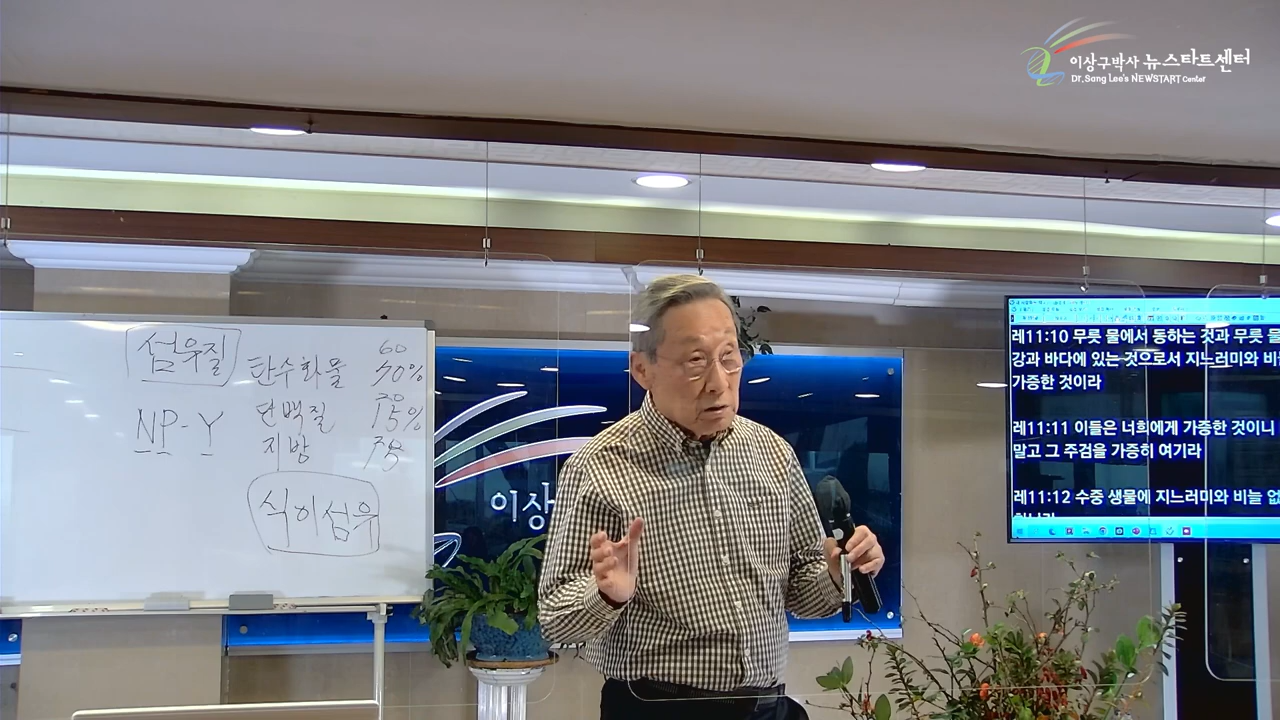 이상구박사 뉴스타트센터
Dr. Sang Lee's NEWSTART Center
섬유질
탄수화물 60 50%
NP-Y
단백질 20 15%
지방
식이섬유
이상
레11:10 무릇 물에서 동하는 것과 무릇 물
강과 바다에 있는 것으로서 지느러미와 비늘
가증한 것이라
레11:11 이들은 너희에게 가증한 것이니
말고 그 주검을 가증히 여기라
레11:12 수중 생물에 지느러미와 비늘 없